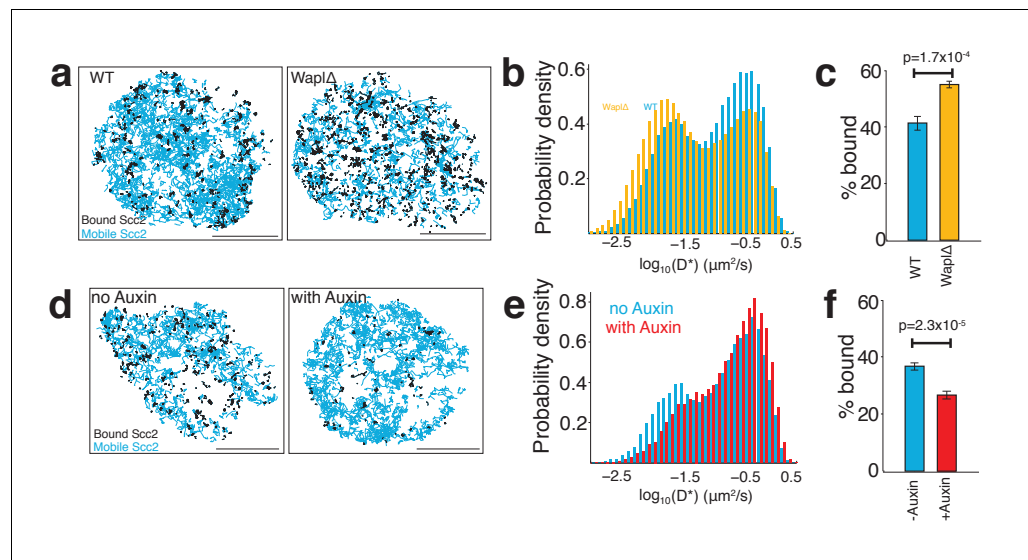 a
WT
WaplΔ
Bound Scc2
Mobile Scc2
b
Probability density
0.6
0.4
0.2
WaplΔ WT
−2.5 −1.5 −0.5 0.5
log10(D*) (μm²/s)
c
p=1.7x10⁻⁴
% bound
60
40
20
0
WT
WaplΔ
d
no Auxin
with Auxin
Bound Scc2
Mobile Scc2
e
Probability density
0.8
0.6
0.4
0.2
no Auxin
with Auxin
−2.5 −1.5 −0.5 0.5
log10(D*) (μm²/s)
f
p=2.3x10⁻⁵
% bound
60
40
20
0
-Auxin
+Auxin